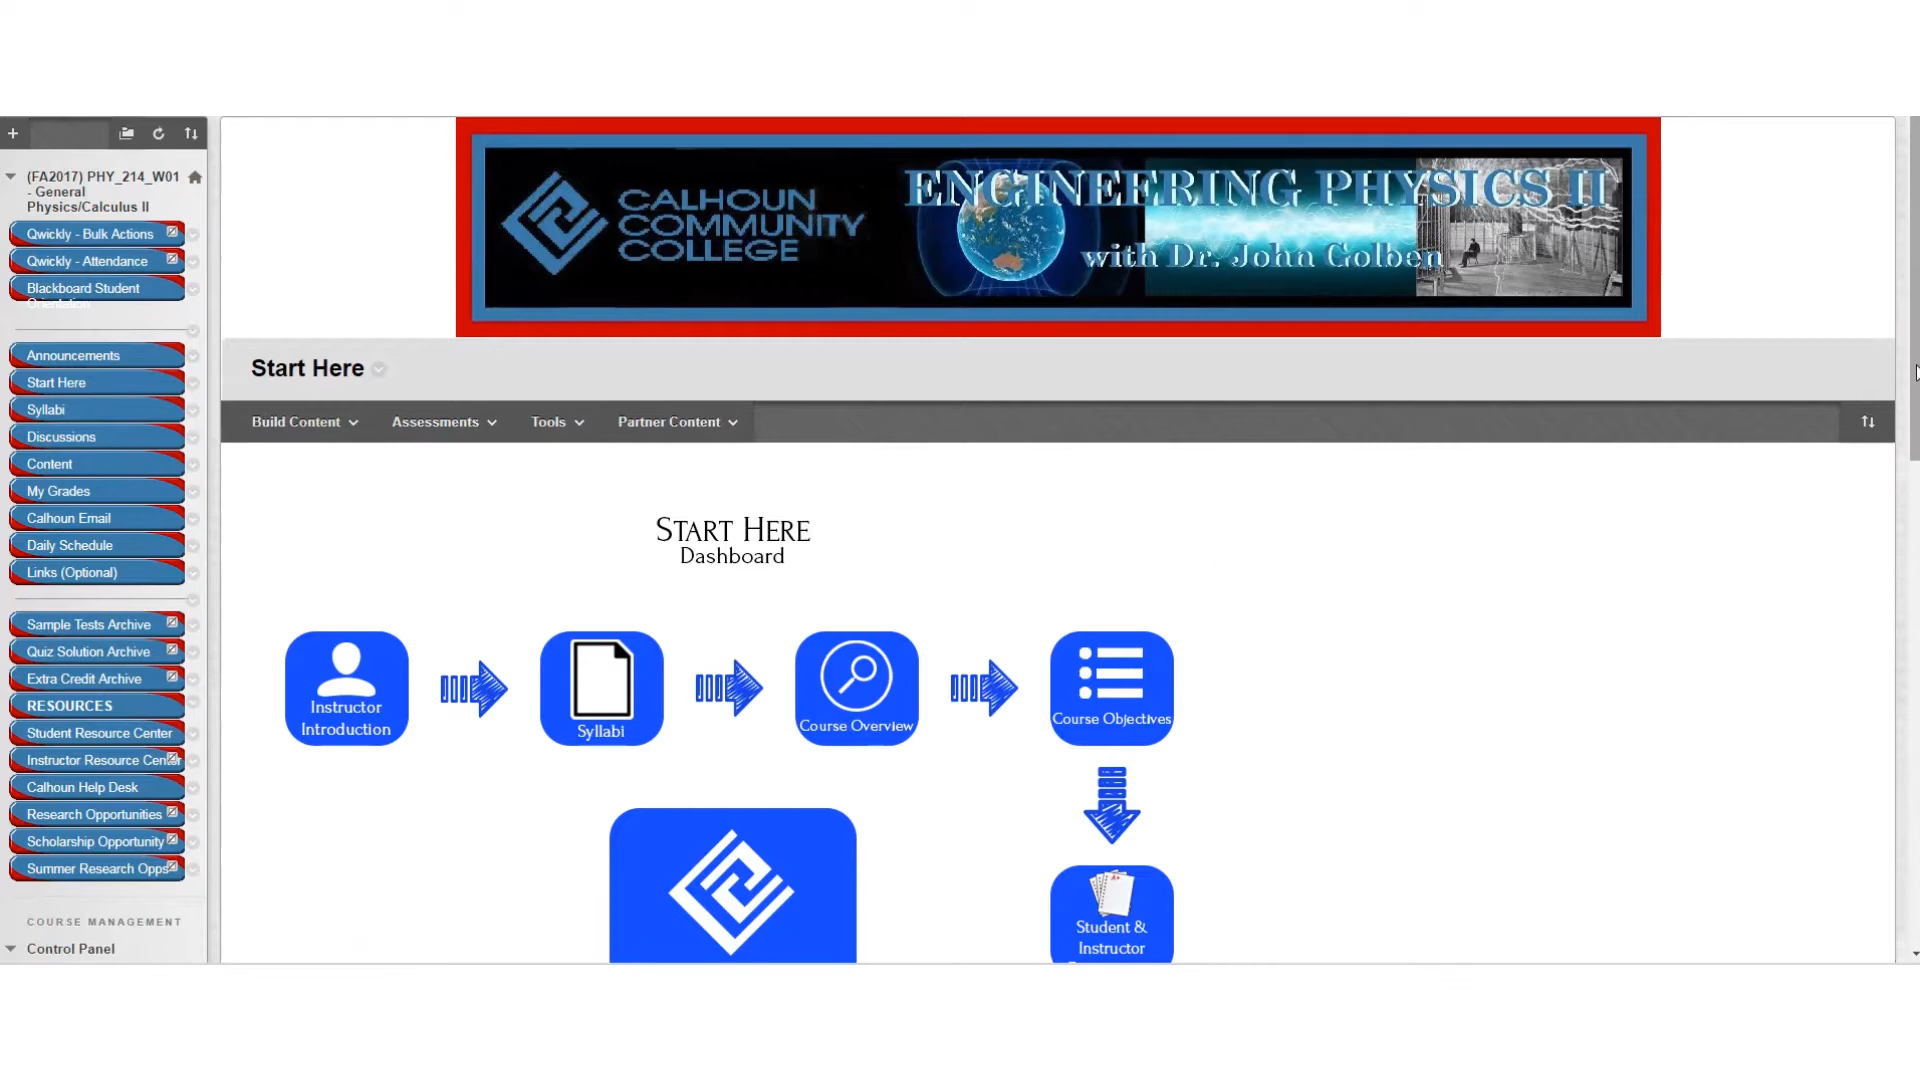 (FA2017) PHY_214_W01
- General
Physics/Calculus II
Qwickly - Bulk Actions
Qwickly - Attendance
Blackboard Student
Orientation
Announcements
Start Here
Syllabi
Discussions
Content
My Grades
Calhoun Email
Daily Schedule
Links (Optional)
Sample Tests Archive
Quiz Solution Archive
Extra Credit Archive
RESOURCES
Student Resource Center
Instructor Resource Center
Calhoun Help Desk
Research Opportunities
Scholarship Opportunity
Summer Research Opps
COURSE MANAGEMENT
Control Panel
CALHOUN
COMMUNITY
COLLEGE
ENGINEERING PHYSICS II
with Dr. John Golben
Start Here
Build Content
Assessments
Tools
Partner Content
START HERE
Dashboard
Instructor
Introduction
Syllabi
Course Overview
Course Objectives
A+
Student &
Instructor